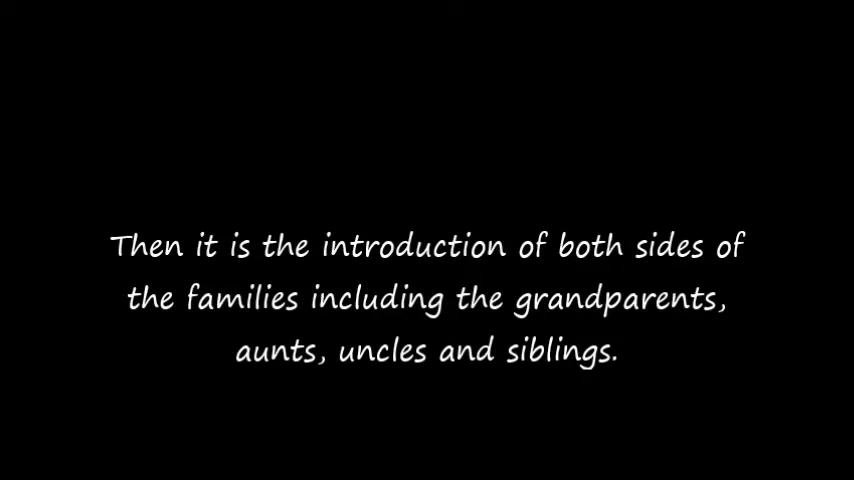 Then it is the introduction of both sides of
the families including the grandparents,
aunts, uncles and siblings.